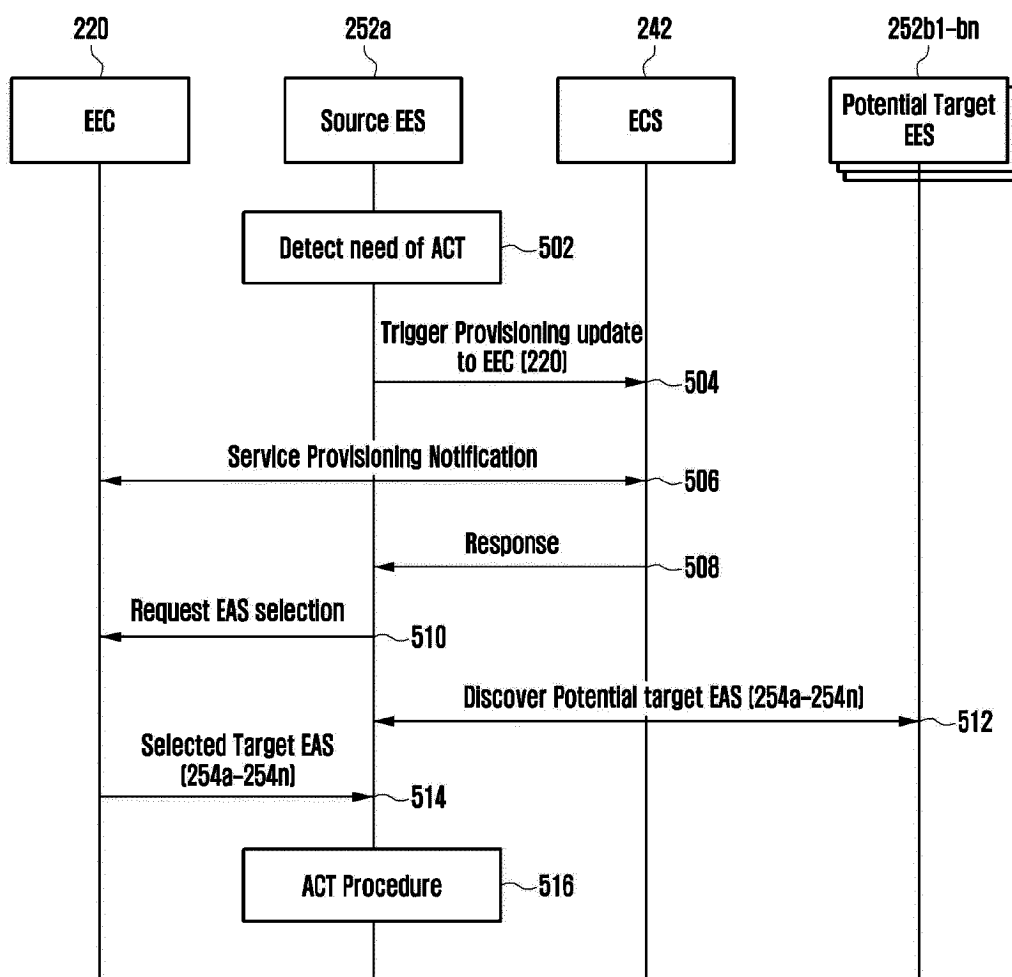 220
252a
242
252b1-bn
EEC
Source EES
ECS
Potential Target
EES
Detect need of ACT
502
Trigger Provisioning update
to EEC (220)
504
Service Provisioning Notification
506
Response
508
Request EAS selection
510
Discover Potential target EAS (254a-254n)
512
Selected Target EAS
(254a-254n)
514
ACT Procedure
516